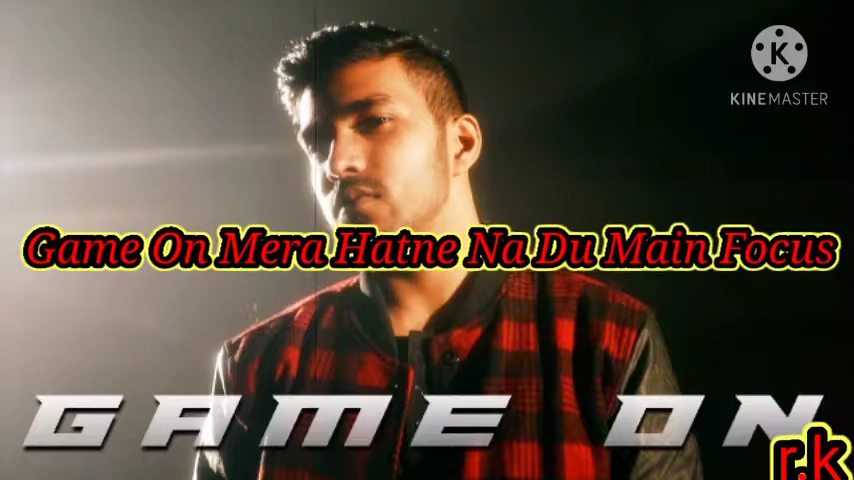 K
KINEMASTER
Game On Mera Hatne Na Du Main Focus
GAME ON
r.k